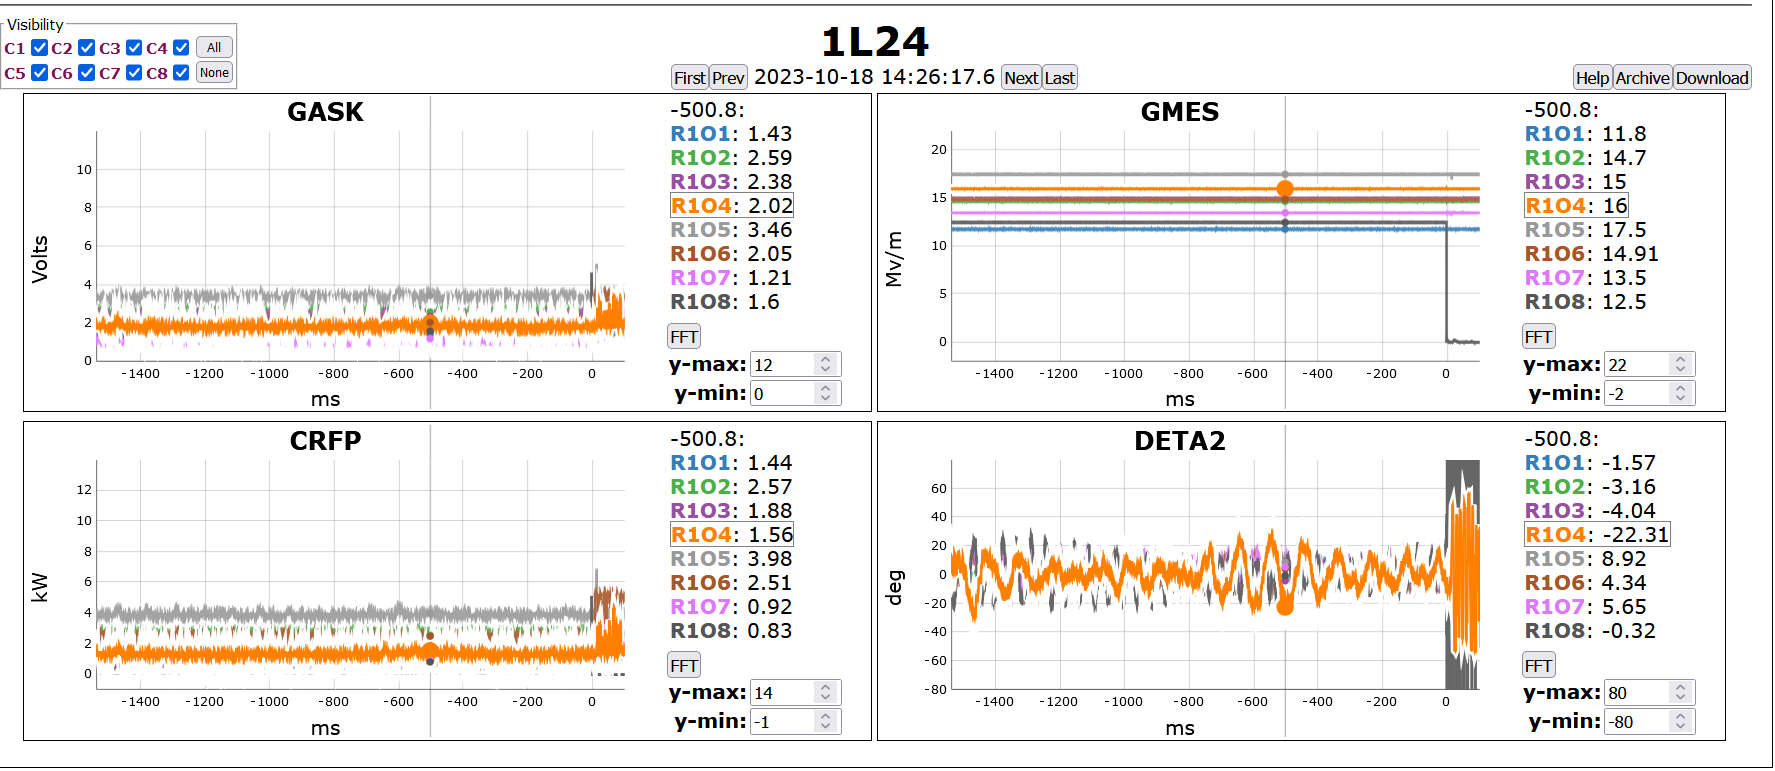 Visibility
C1 C2 C3 C4 All
C5 C6 C7 C8 None
1L24
First Prev 2023-10-18 14:26:17.6 Next Last
Help Archive Download
GASK
Volts
10
8
6
4
2
0
-1400 -1200 -1000 -800 -600 -400 -200 0
ms
-500.8:
R1O1: 1.43
R1O2: 2.59
R1O3: 2.38
R1O4: 2.02
R1O5: 3.46
R1O6: 2.05
R1O7: 1.21
R1O8: 1.6
FFT
y-max: 12
y-min: 0
GMES
Mv/m
20
15
10
5
0
-1400 -1200 -1000 -800 -600 -400 -200 0
ms
-500.8:
R1O1: 11.8
R1O2: 14.7
R1O3: 15
R1O4: 16
R1O5: 17.5
R1O6: 14.91
R1O7: 13.5
R1O8: 12.5
FFT
y-max: 22
y-min: -2
CRFP
kW
12
10
8
6
4
2
0
-1400 -1200 -1000 -800 -600 -400 -200 0
ms
-500.8:
R1O1: 1.44
R1O2: 2.57
R1O3: 1.88
R1O4: 1.56
R1O5: 3.98
R1O6: 2.51
R1O7: 0.92
R1O8: 0.83
FFT
y-max: 14
y-min: -1
DETA2
deg
60
40
20
0
-20
-40
-60
-80
-1400 -1200 -1000 -800 -600 -400 -200 0
ms
-500.8:
R1O1: -1.57
R1O2: -3.16
R1O3: -4.04
R1O4: -22.31
R1O5: 8.92
R1O6: 4.34
R1O7: 5.65
R1O8: -0.32
FFT
y-max: 80
y-min: -80